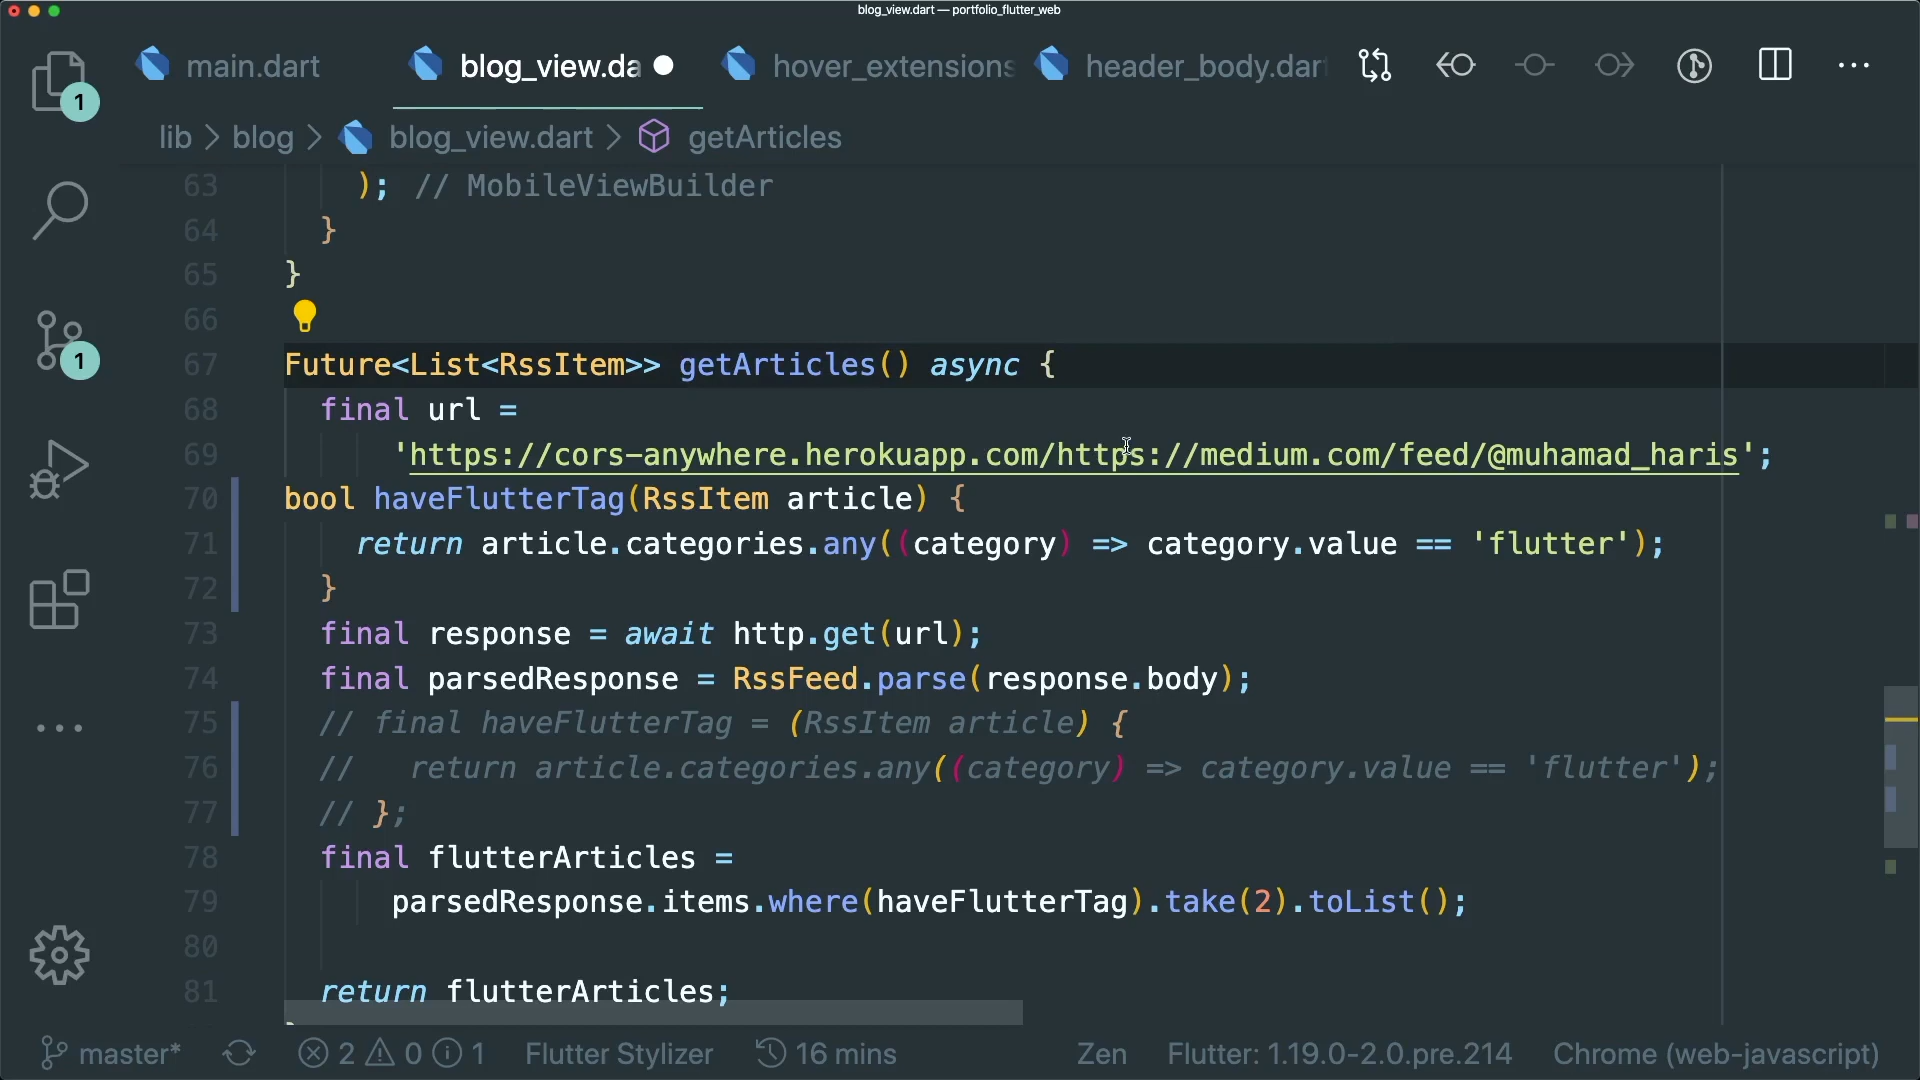 blog_view.dart — portfolio_flutter_web
main.dart
blog_view.da
hover_extensions
header_body.dar
1
lib > blog > blog_view.dart > getArticles
63 ); // MobileViewBuilder
64 }
65 }
66
67 Future<List<RssItem>> getArticles() async {
68 final url =
69 'https://cors-anywhere.herokuapp.com/https://medium.com/feed/@muhamad_haris';
70 bool haveFlutterTag(RssItem article) {
71 return article.categories.any((category) => category.value == 'flutter');
72 }
73 final response = await http.get(url);
74 final parsedResponse = RssFeed.parse(response.body);
75 // final haveFlutterTag = (RssItem article) {
76 // return article.categories.any((category) => category.value == 'flutter');
77 // };
78 final flutterArticles =
79 parsedResponse.items.where(haveFlutterTag).take(2).toList();
80
81 return flutterArticles;
1
master* 2 0 1 Flutter Stylizer 16 mins Zen Flutter: 1.19.0-2.0.pre.214 Chrome (web-javascript)